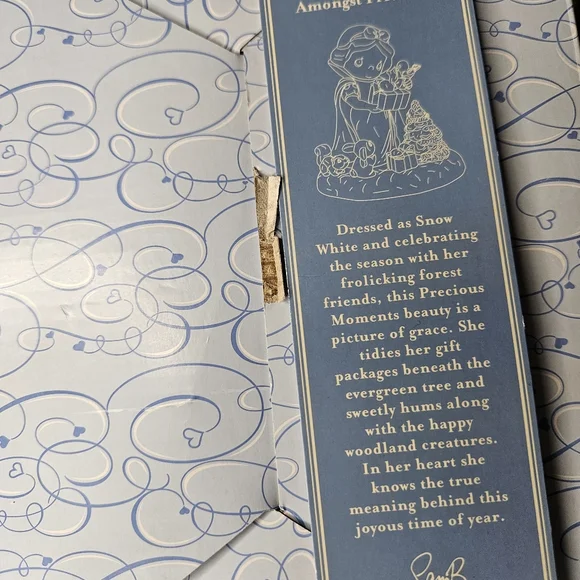 Amongst
Dressed as Snow
White and celebrating
the season with her
frolicking forest
friends, this Precious
Moments beauty is a
picture of grace. She
tidies her gift
packages beneath the
evergreen tree and
sweetly hums along
with the happy
woodland creatures.
In her heart she
knows the true
meaning behind this
joyous time of year.